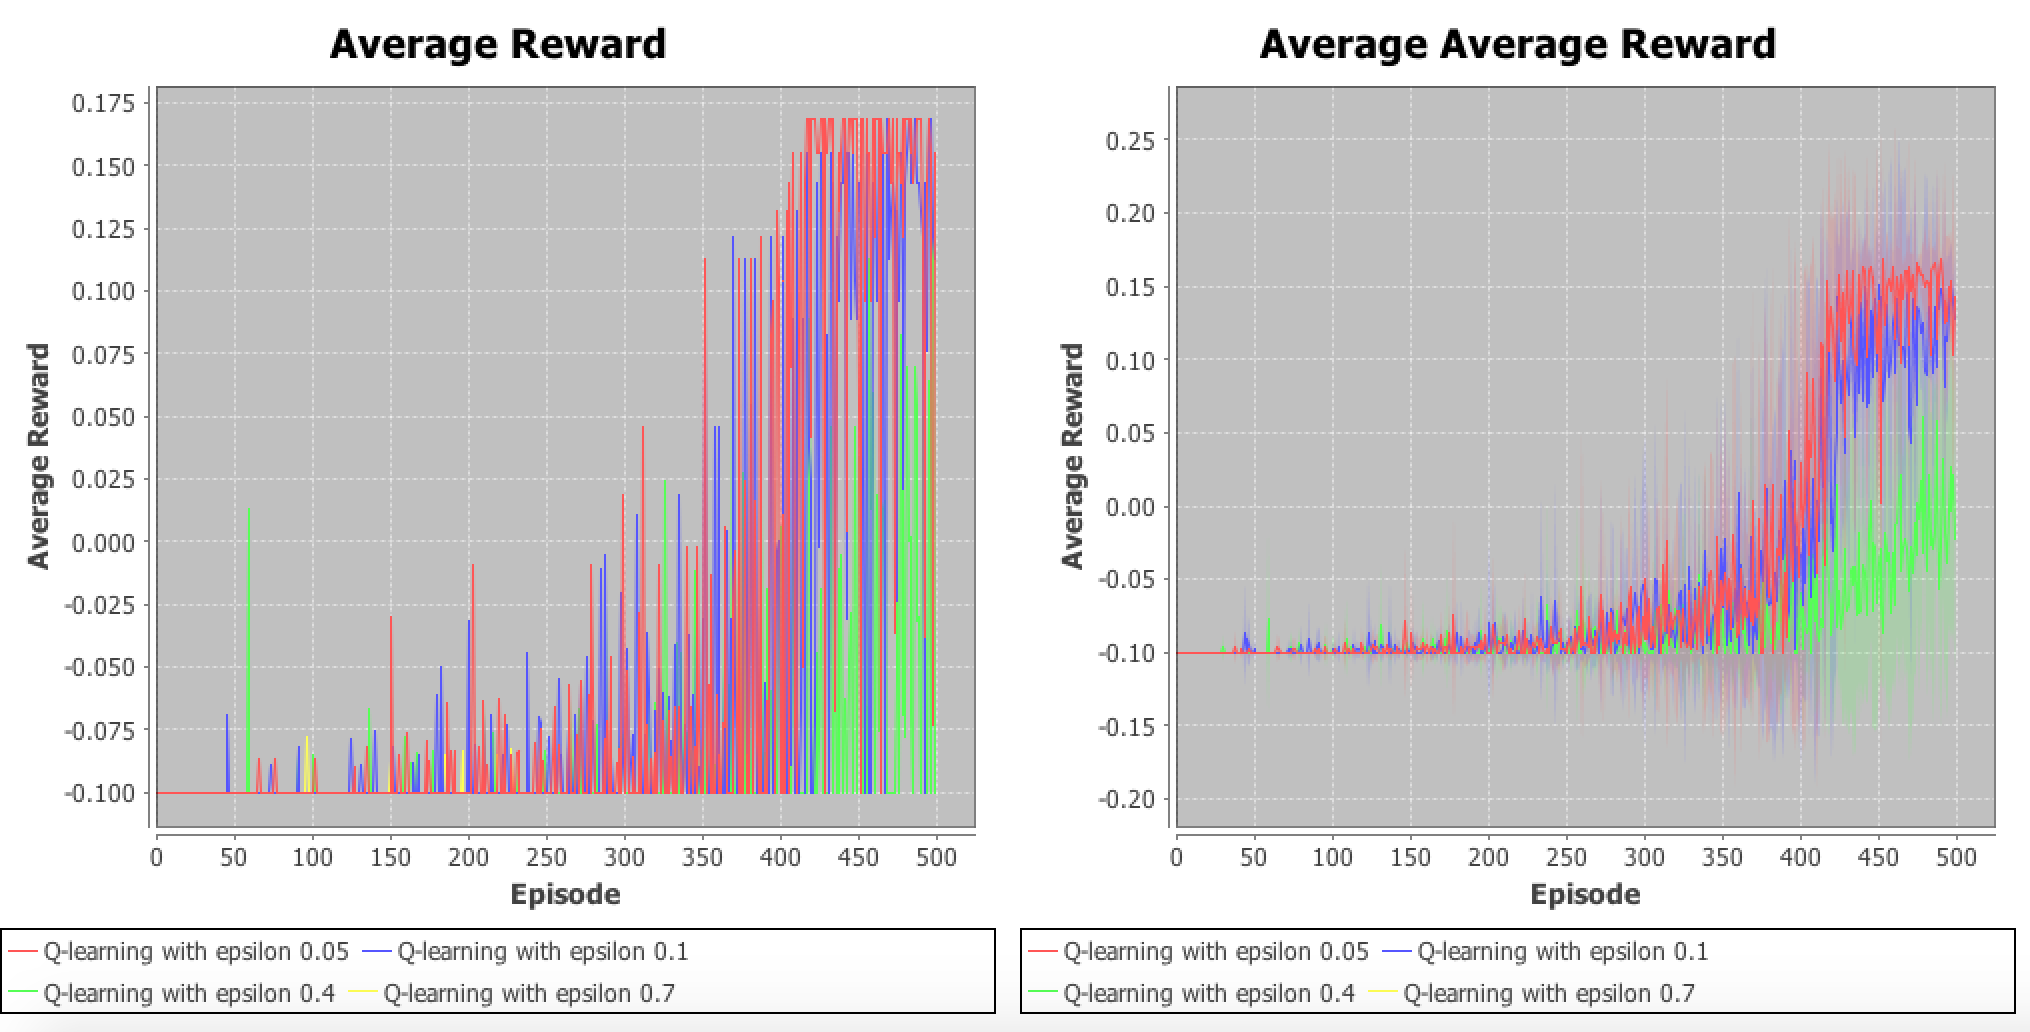 Average Reward
0.175
0.150
0.125
0.100
0.075
0.050
0.025
0.000
-0.025
-0.050
-0.075
-0.100
Average Reward
0 50 100 150 200 250 300 350 400 450 500
Episode
Q-learning with epsilon 0.05 Q-learning with epsilon 0.1
Q-learning with epsilon 0.4 Q-learning with epsilon 0.7
Average Average Reward
0.25
0.20
0.15
0.10
0.05
0.00
-0.05
-0.10
-0.15
-0.20
Average Reward
0 50 100 150 200 250 300 350 400 450 500
Episode
Q-learning with epsilon 0.05 Q-learning with epsilon 0.1
Q-learning with epsilon 0.4 Q-learning with epsilon 0.7